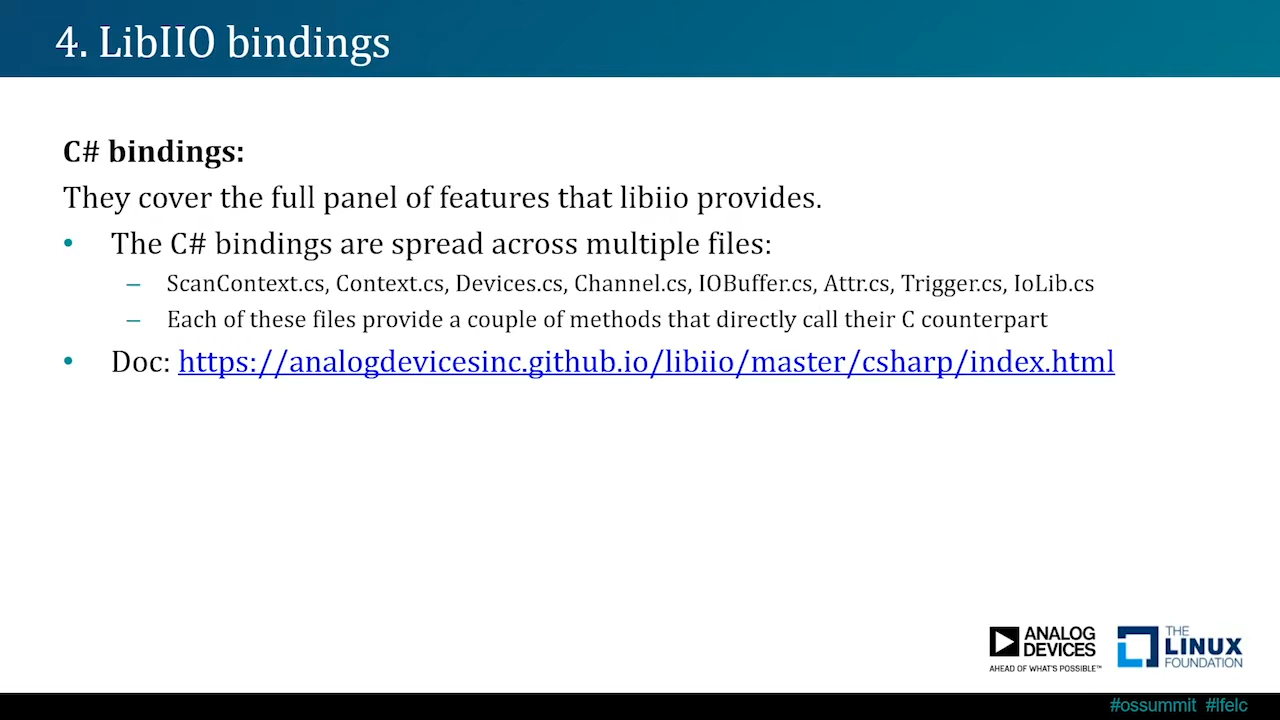 4. LibIIO bindings
C# bindings:
They cover the full panel of features that libiio provides.
• The C# bindings are spread across multiple files:
– ScanContext.cs, Context.cs, Devices.cs, Channel.cs, IOBuffer.cs, Attr.cs, Trigger.cs, IoLib.cs
– Each of these files provide a couple of methods that directly call their C counterpart
• Doc: https://analogdevicesinc.github.io/libiio/master/csharp/index.html
ANALOG
DEVICES
AHEAD OF WHAT'S POSSIBLE™
THE
LINUX
FOUNDATION
#ossummit #lfelc